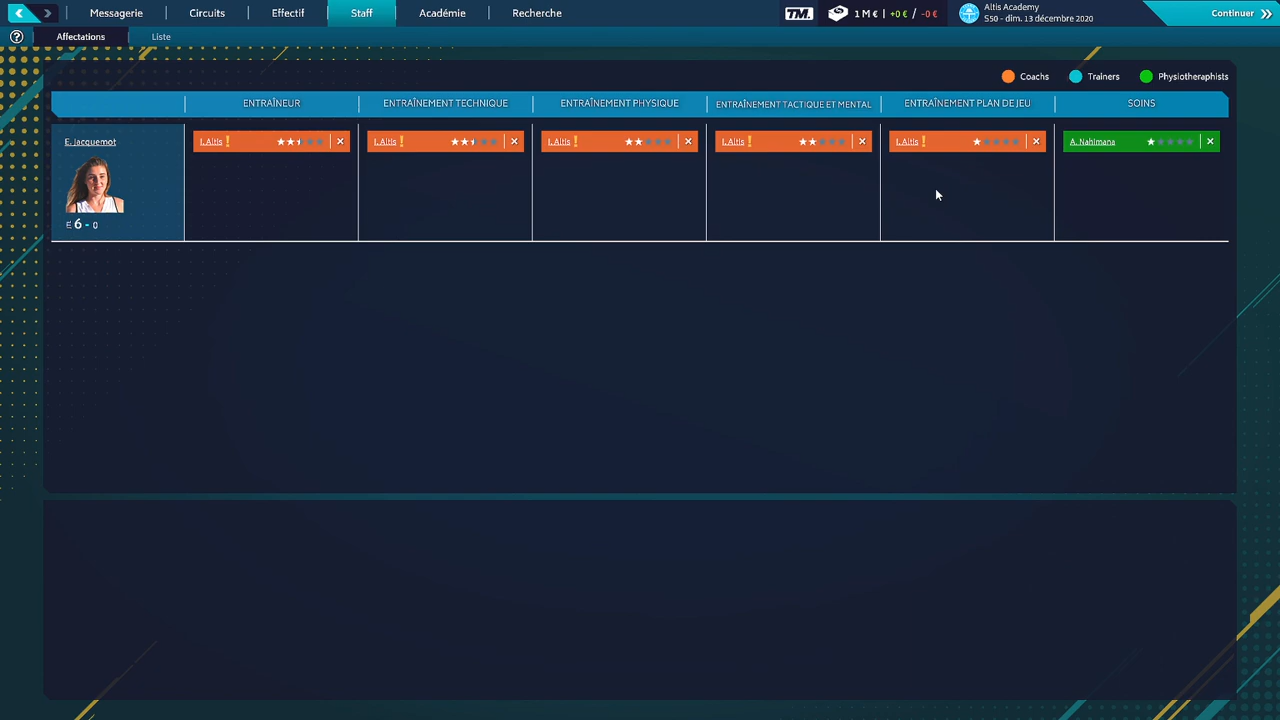 Messagerie
Circuits
Effectif
Staff
Académie
Recherche
TM.
1 M € | +0 € / -0 €
Altis Academy
S50 - dim. 13 décembre 2020
Continuer
Affectations
Liste
Coachs
Trainers
Physiotheraphists
ENTRAÎNEUR
ENTRAÎNEMENT TECHNIQUE
ENTRAÎNEMENT PHYSIQUE
ENTRAÎNEMENT TACTIQUE ET MENTAL
ENTRAÎNEMENT PLAN DE JEU
SOINS
E. Jacquemot
I. Altis !
I. Altis !
I. Altis !
I. Altis !
I. Altis !
A. Nahimana
6 - 0